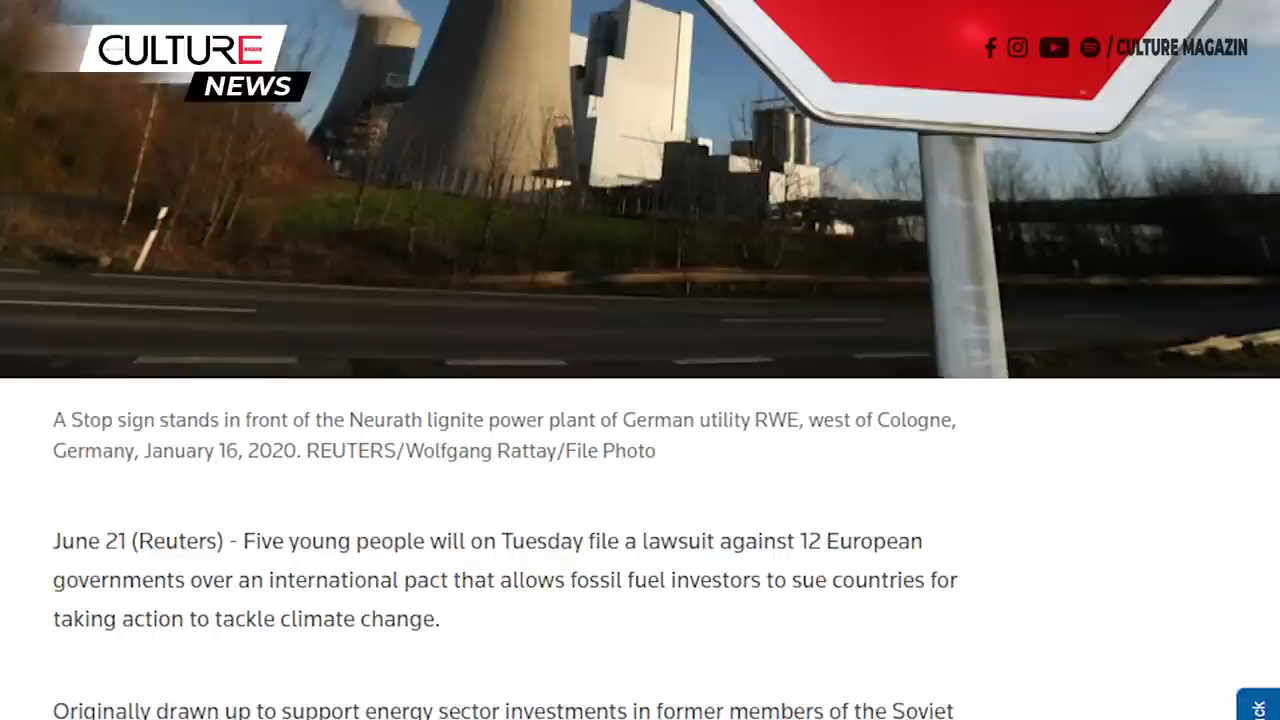 CULTURE
NEWS
/ CULTURE MAGAZIN
A Stop sign stands in front of the Neurath lignite power plant of German utility RWE, west of Cologne,
Germany, January 16, 2020. REUTERS/Wolfgang Rattay/File Photo
June 21 (Reuters) - Five young people will on Tuesday file a lawsuit against 12 European
governments over an international pact that allows fossil fuel investors to sue countries for
taking action to tackle climate change.
Originally drawn up to support energy sector investments in former members of the Soviet